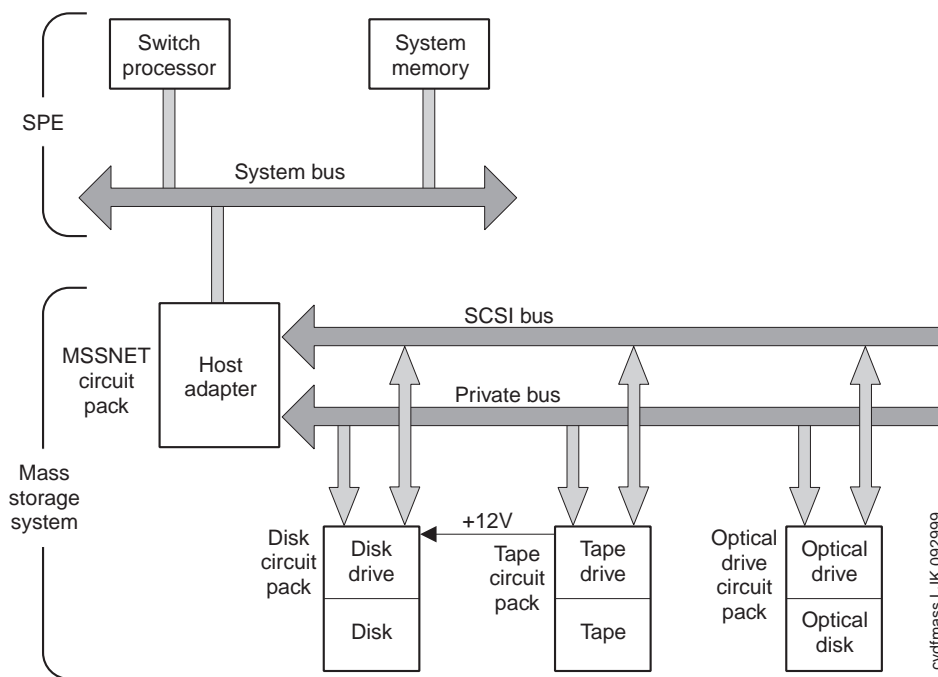 Switch
processor
System
memory
SPE
System bus
SCSI bus
MSSNET
circuit
pack
Host
adapter
Private bus
Mass
storage
system
+12V
Disk
circuit
pack
Disk
drive
Disk
Tape
circuit
pack
Tape
drive
Tape
Optical
drive
circuit
pack
Optical
drive
Optical
disk